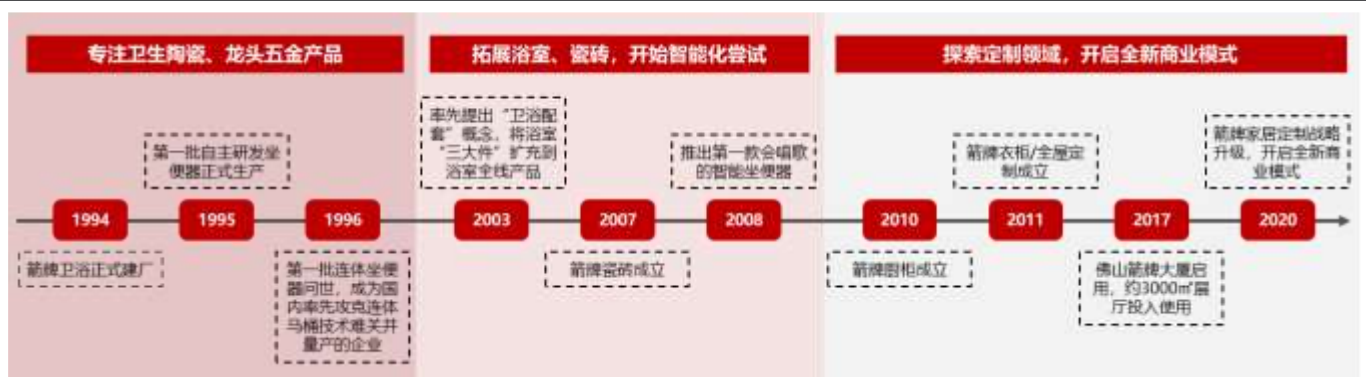 专注卫生陶瓷、龙头五金产品
拓展浴室、瓷砖，开始智能化尝试
探索定制领域，开启全新商业模式
第一批自主研发坐
便器正式生产
率先提出“卫浴配
套”概念，将浴室
“三大件”扩充到
浴室全线产品
推出第一款会唱歌
的智能坐便器
箭牌衣柜/全屋定
制成立
箭牌家居定制战略
升级，开启全新商
业模式
1994
1995
1996
2003
2007
2008
2010
2011
2017
2020
箭牌卫浴正式建厂
第一批连体坐便
器问世，成为国
内率先攻克连体
马桶技术难关并
量产的企业
箭牌瓷砖成立
箭牌橱柜成立
佛山箭牌大厦启
用，约3000㎡展
厅投入使用